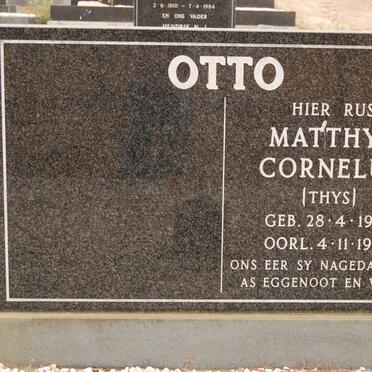 2·6·1910 - 7·4·1984
EN ONS VADER
HENDRIK N.J.
OTTO
HIER RUS
MATTHY
CORNELU
(THYS)
GEB. 28·4·19
OORL. 4·11·19
ONS EER SY NAGEDA
AS EGGENOOT EN V